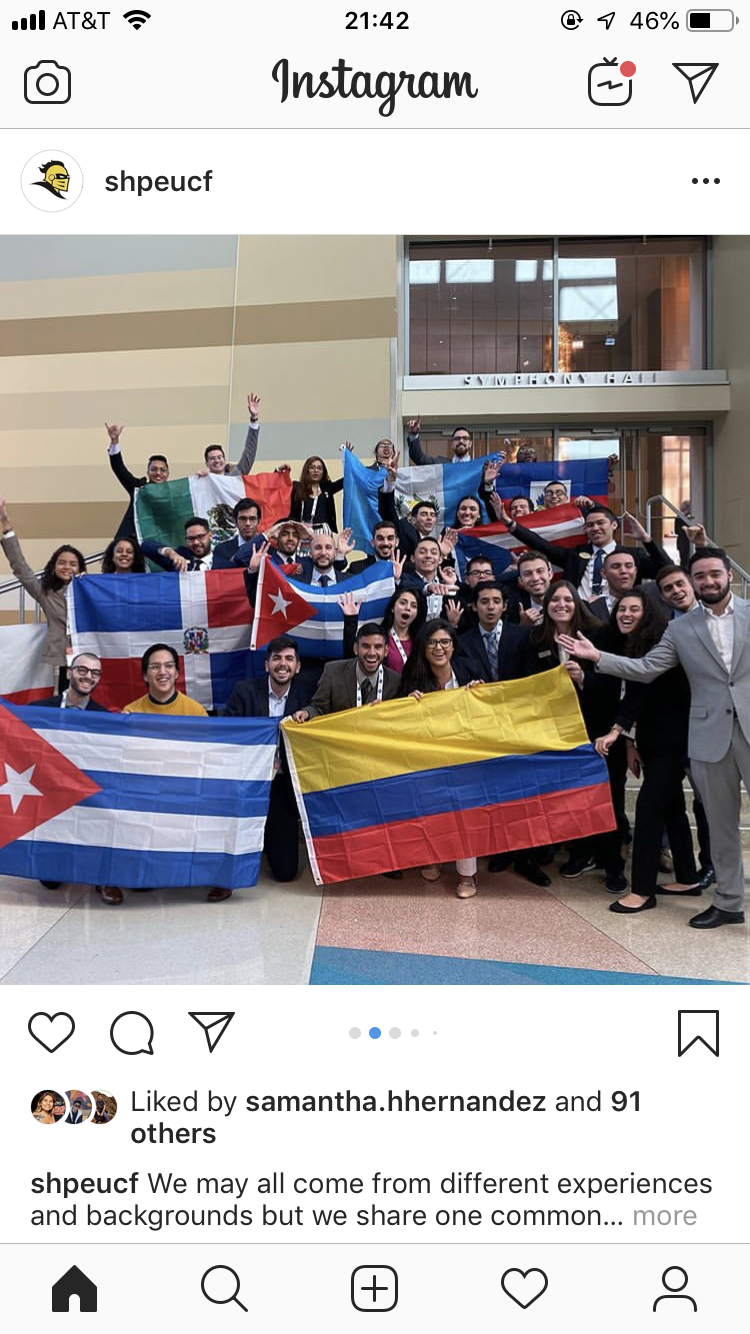 AT&T 21:42 46%
Instagram
shpeucf
SYMPHONY HALL
Liked by samantha.hhernandez and 91
others
shpeucf We may all come from different experiences
and backgrounds but we share one common... more